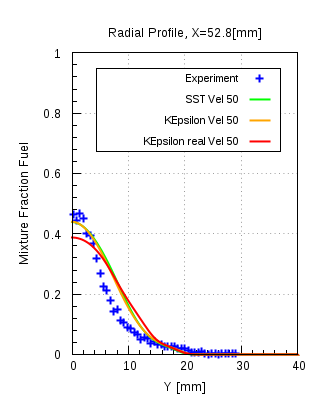 Radial Profile, X=52.8[mm]
1
Experiment
SST Vel 50
KEpsilon Vel 50
KEpsilon real Vel 50
0.8
0.6
0.4
0.2
0
Mixture Fraction Fuel
0 10 20 30 40
Y [mm]